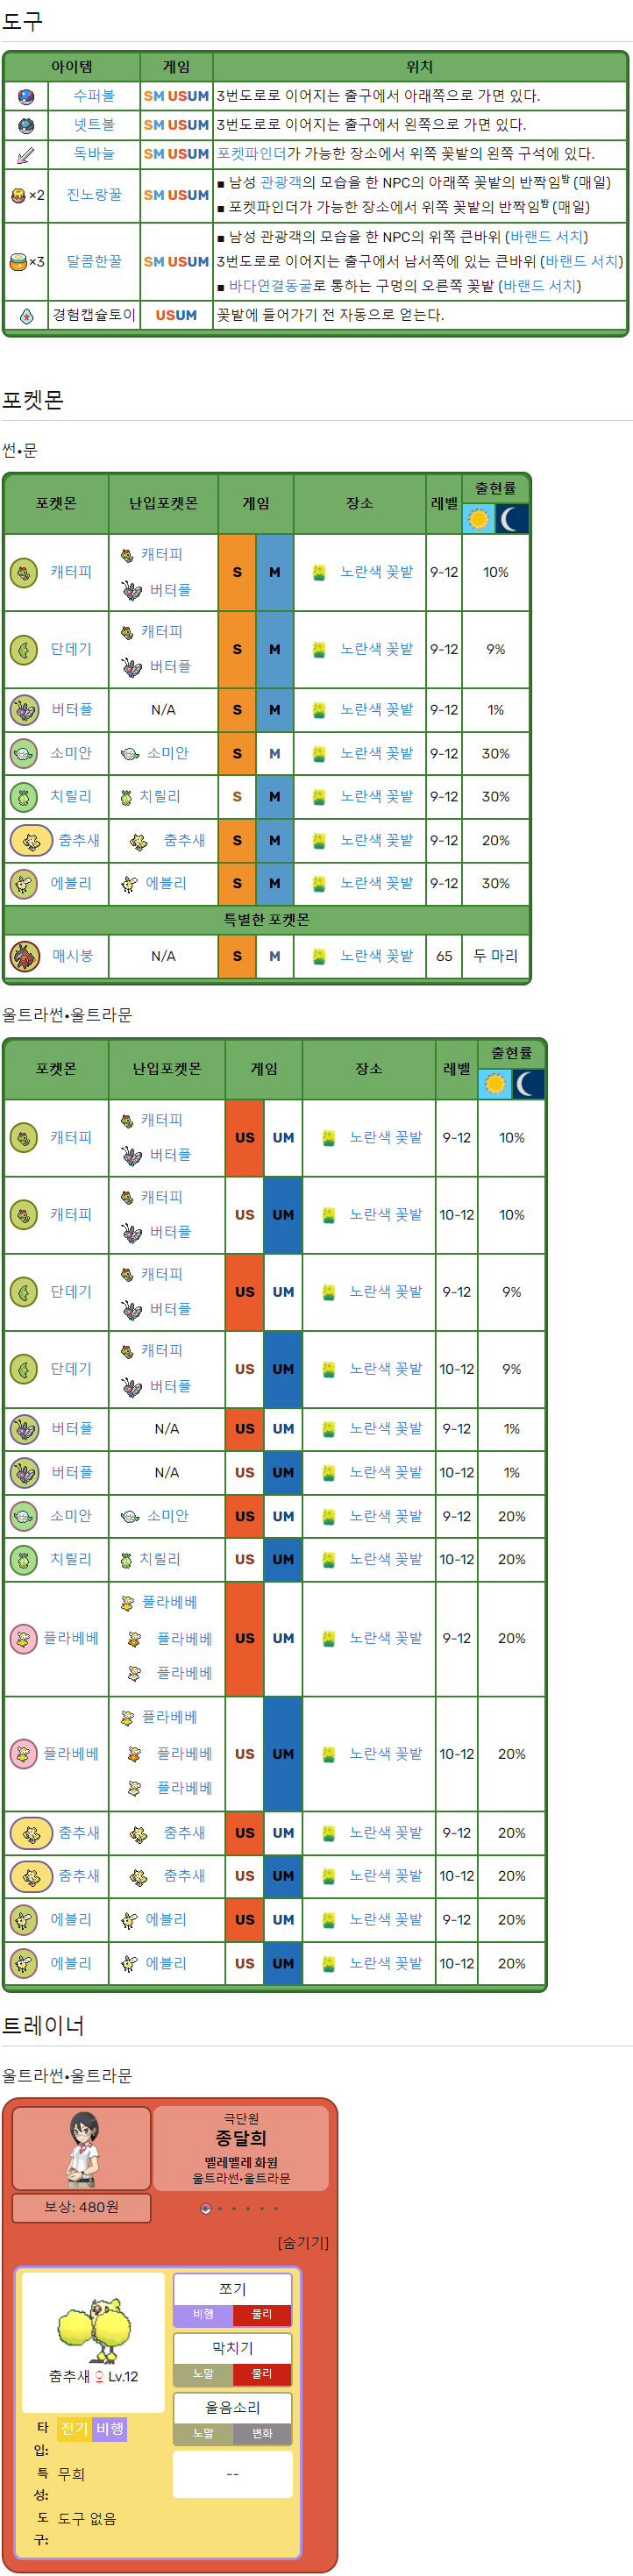 도구
아이템 게임 위치
수퍼볼 SM USUM 3번도로로 이어지는 출구에서 아래쪽으로 가면 있다.
넷트볼 SM USUM 3번도로로 이어지는 출구에서 왼쪽으로 가면 있다.
독바늘 SM USUM 포켓파인더가 가능한 장소에서 위쪽 꽃밭의 왼쪽 구석에 있다.
×2 진노랑꿀 SM USUM ■ 남성 관광객의 모습을 한 NPC의 아래쪽 꽃밭의 반짝임밤 (매일)
■ 포켓파인더가 가능한 장소에서 위쪽 꽃밭의 반짝임밤 (매일)
×3 달콤한꿀 SM USUM ■ 남성 관광객의 모습을 한 NPC의 위쪽 큰바위 (바랜드 서치)
3번도로로 이어지는 출구에서 남서쪽에 있는 큰바위 (바랜드 서치)
■ 바다연결동굴로 통하는 구멍의 오른쪽 꽃밭 (바랜드 서치)
경험캡슐토이 USUM 꽃밭에 들어가기 전 자동으로 얻는다.
포켓몬
썬•문
포켓몬 난입포켓몬 게임 장소 레벨 출현률
캐터피 캐터피 버터플 S M 노란색 꽃밭 9-12 10%
단데기 캐터피 버터플 S M 노란색 꽃밭 9-12 9%
버터플 N/A S M 노란색 꽃밭 9-12 1%
소미안 소미안 S M 노란색 꽃밭 9-12 30%
치릴리 치릴리 S M 노란색 꽃밭 9-12 30%
춤추새 춤추새 S M 노란색 꽃밭 9-12 20%
에블리 에블리 S M 노란색 꽃밭 9-12 30%
특별한 포켓몬
매시붕 N/A S M 노란색 꽃밭 65 두 마리
울트라썬•울트라문
포켓몬 난입포켓몬 게임 장소 레벨 출현률
캐터피 캐터피 버터플 US UM 노란색 꽃밭 9-12 10%
캐터피 캐터피 버터플 US UM 노란색 꽃밭 10-12 10%
단데기 캐터피 버터플 US UM 노란색 꽃밭 9-12 9%
단데기 캐터피 버터플 US UM 노란색 꽃밭 10-12 9%
버터플 N/A US UM 노란색 꽃밭 9-12 1%
버터플 N/A US UM 노란색 꽃밭 10-12 1%
소미안 소미안 US UM 노란색 꽃밭 9-12 20%
치릴리 치릴리 US UM 노란색 꽃밭 10-12 20%
플라베베 플라베베 플라베베 플라베베 US UM 노란색 꽃밭 9-12 20%
플라베베 플라베베 플라베베 플라베베 US UM 노란색 꽃밭 10-12 20%
춤추새 춤추새 US UM 노란색 꽃밭 9-12 20%
춤추새 춤추새 US UM 노란색 꽃밭 10-12 20%
에블리 에블리 US UM 노란색 꽃밭 9-12 20%
에블리 에블리 US UM 노란색 꽃밭 10-12 20%
트레이너
울트라썬•울트라문
극단원
종달희
멜레멜레 화원
울트라썬•울트라문
보상: 480원
[숨기기]
춤추새 ♀ Lv.12
타입: 전기 비행
특성: 무희
도구: 도구 없음
쪼기
비행 물리
막치기
노말 물리
울음소리
노말 변화
--